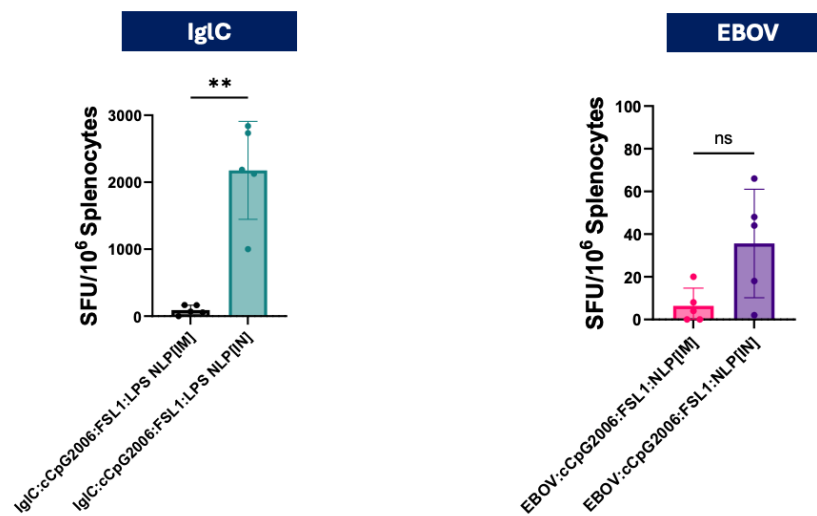 IglC
**
SFU/10⁶ Splenocytes
3000
2000
1000
0
IglC:cCpG2006:FSL1:LPS NLP[IM]
IglC:cCpG2006:FSL1:LPS NLP[IN]
EBOV
ns
SFU/10⁶ Splenocytes
100
80
60
40
20
0
EBOV:cCpG2006:FSL1:NLP[IM]
EBOV:cCpG2006:FSL1:NLP[IN]